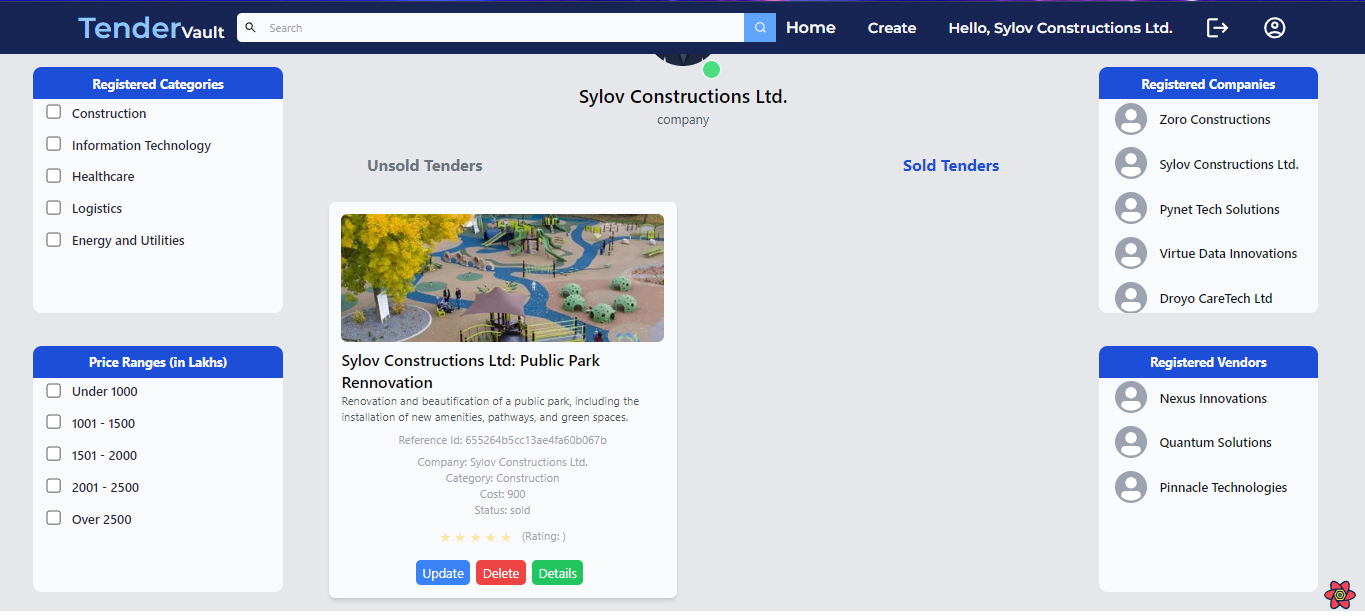 TenderVault
Search
Home
Create
Hello, Sylov Constructions Ltd.
Registered Categories
Construction
Information Technology
Healthcare
Logistics
Energy and Utilities
Price Ranges (in Lakhs)
Under 1000
1001 - 1500
1501 - 2000
2001 - 2500
Over 2500
Sylov Constructions Ltd.
company
Unsold Tenders
Sold Tenders
Sylov Constructions Ltd: Public Park
Rennovation
Renovation and beautification of a public park, including the
installation of new amenities, pathways, and green spaces.
Reference Id: 655264b5cc13ae4fa60b067b
Company: Sylov Constructions Ltd.
Category: Construction
Cost: 900
Status: sold
(Rating: )
Update
Delete
Details
Registered Companies
Zoro Constructions
Sylov Constructions Ltd.
Pynet Tech Solutions
Virtue Data Innovations
Droyo CareTech Ltd
Registered Vendors
Nexus Innovations
Quantum Solutions
Pinnacle Technologies